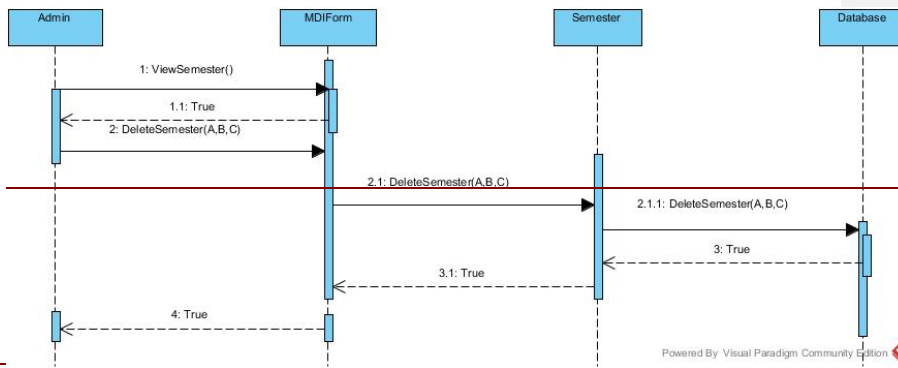 Admin
MDIForm
Semester
Database
1: ViewSemester()
1.1: True
2: DeleteSemester(A,B,C)
2.1: DeleteSemester(A,B,C)
2.1.1: DeleteSemester(A,B,C)
3: True
3.1: True
4: True
Powered By Visual Paradigm Community Edition